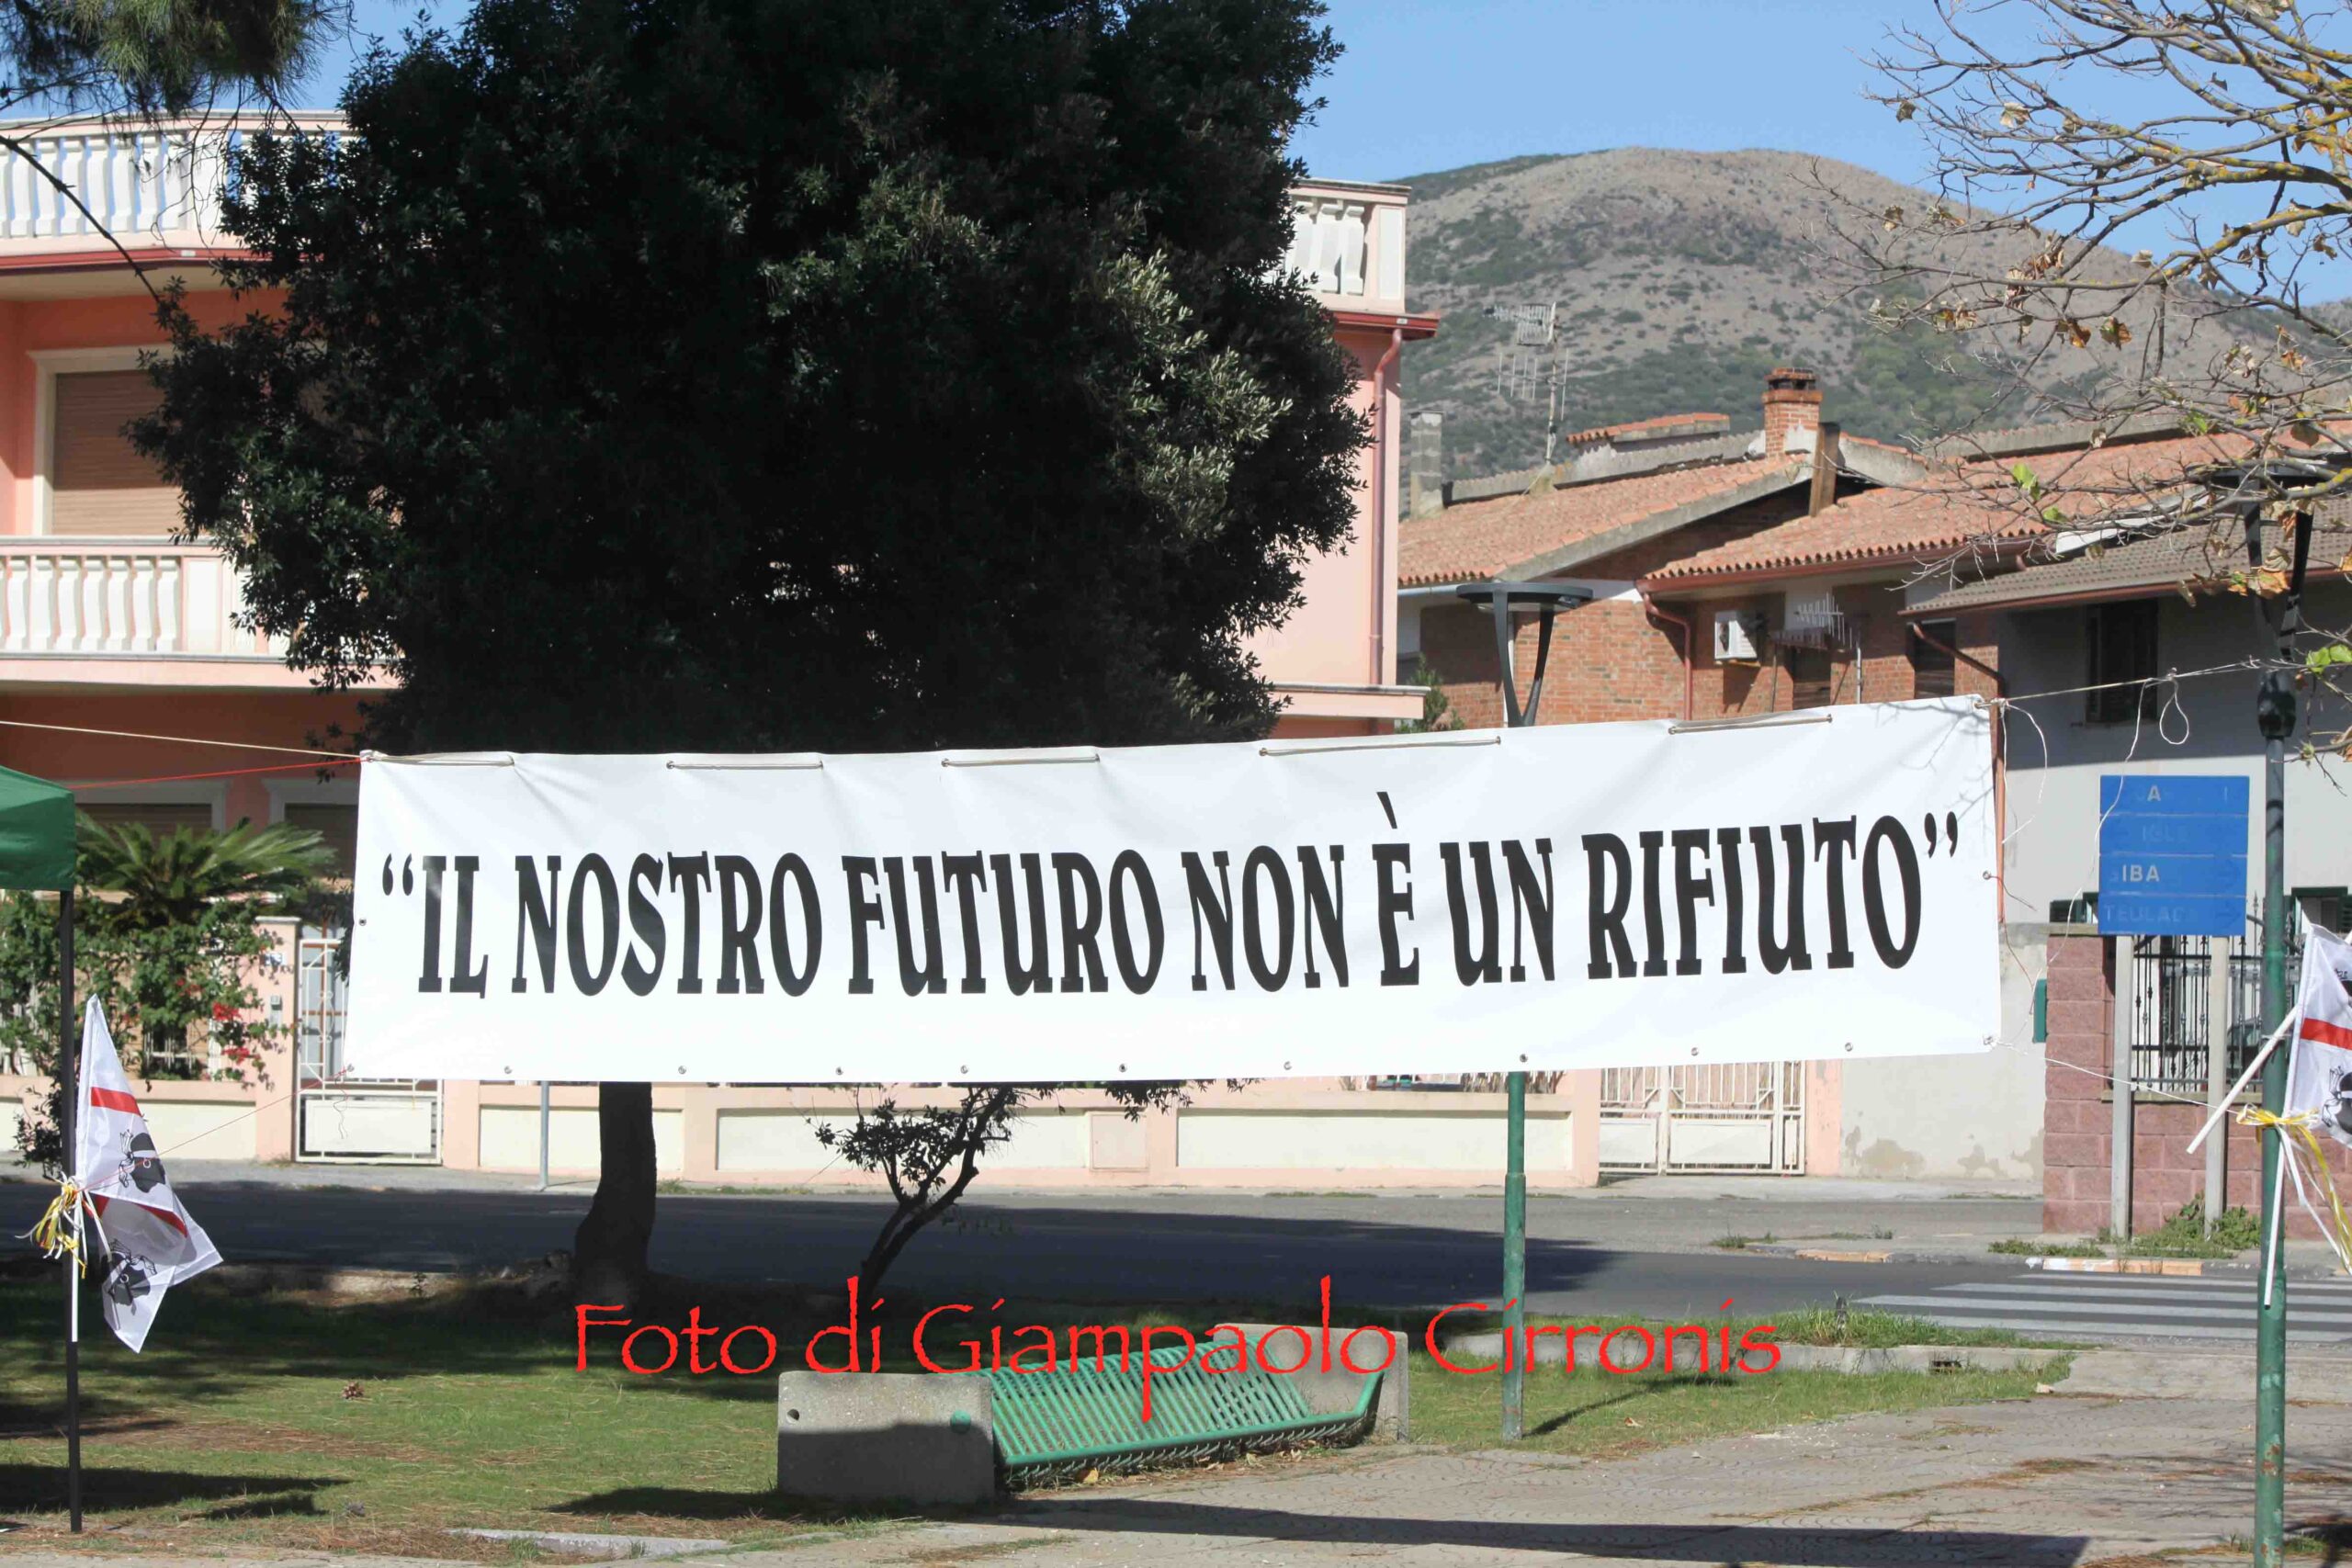 “IL NOSTRO FUTURO NON È UN RIFIUTO”
IBA
Foto di Giampaolo Cirronis